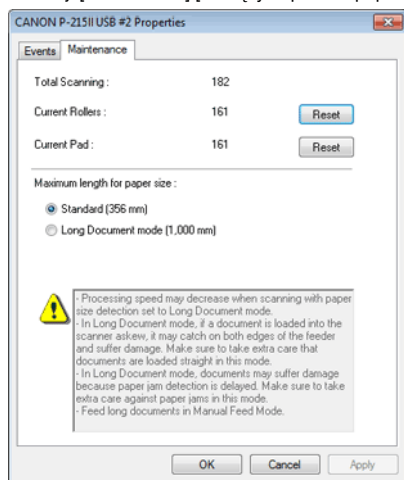 CANON P-215II USB #2 Properties
Events Maintenance
Total Scanning : 182
Current Rollers : 161 Reset
Current Pad : 161 Reset
Maximum length for paper size :
Standard (356 mm)
Long Document mode (1,000 mm)
- Processing speed may decrease when scanning with paper
size detection set to Long Document mode.
- In Long Document mode, if a document is loaded into the
scanner askew, it may catch on both edges of the feeder
and suffer damage. Make sure to take extra care that
documents are loaded straight in this mode.
- In Long Document mode, documents may suffer damage
because paper jam detection is delayed. Make sure to take
extra care against paper jams in this mode.
- Feed long documents in Manual Feed Mode.
OK Cancel Apply